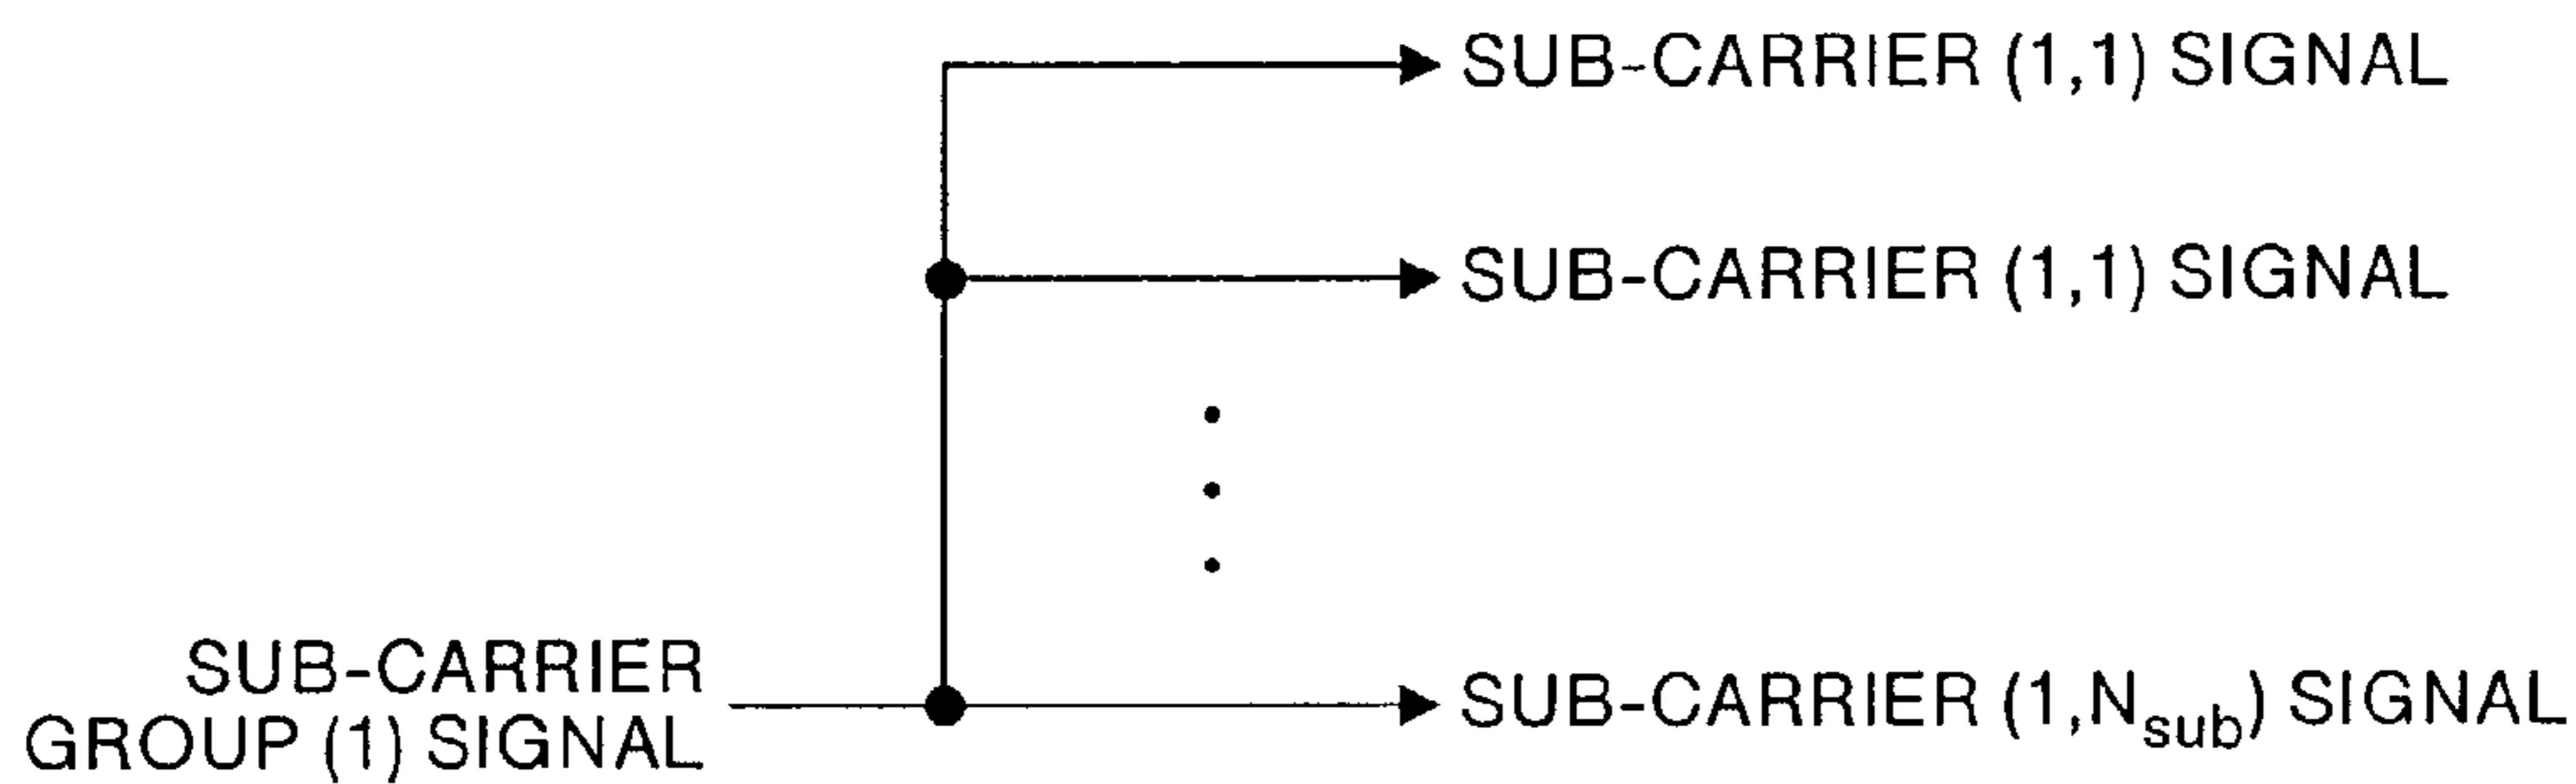 SUB-CARRIER (1,1) SIGNAL
SUB-CARRIER (1,1) SIGNAL
SUB-CARRIER
GROUP (1) SIGNAL
SUB-CARRIER (1,Nsub) SIGNAL